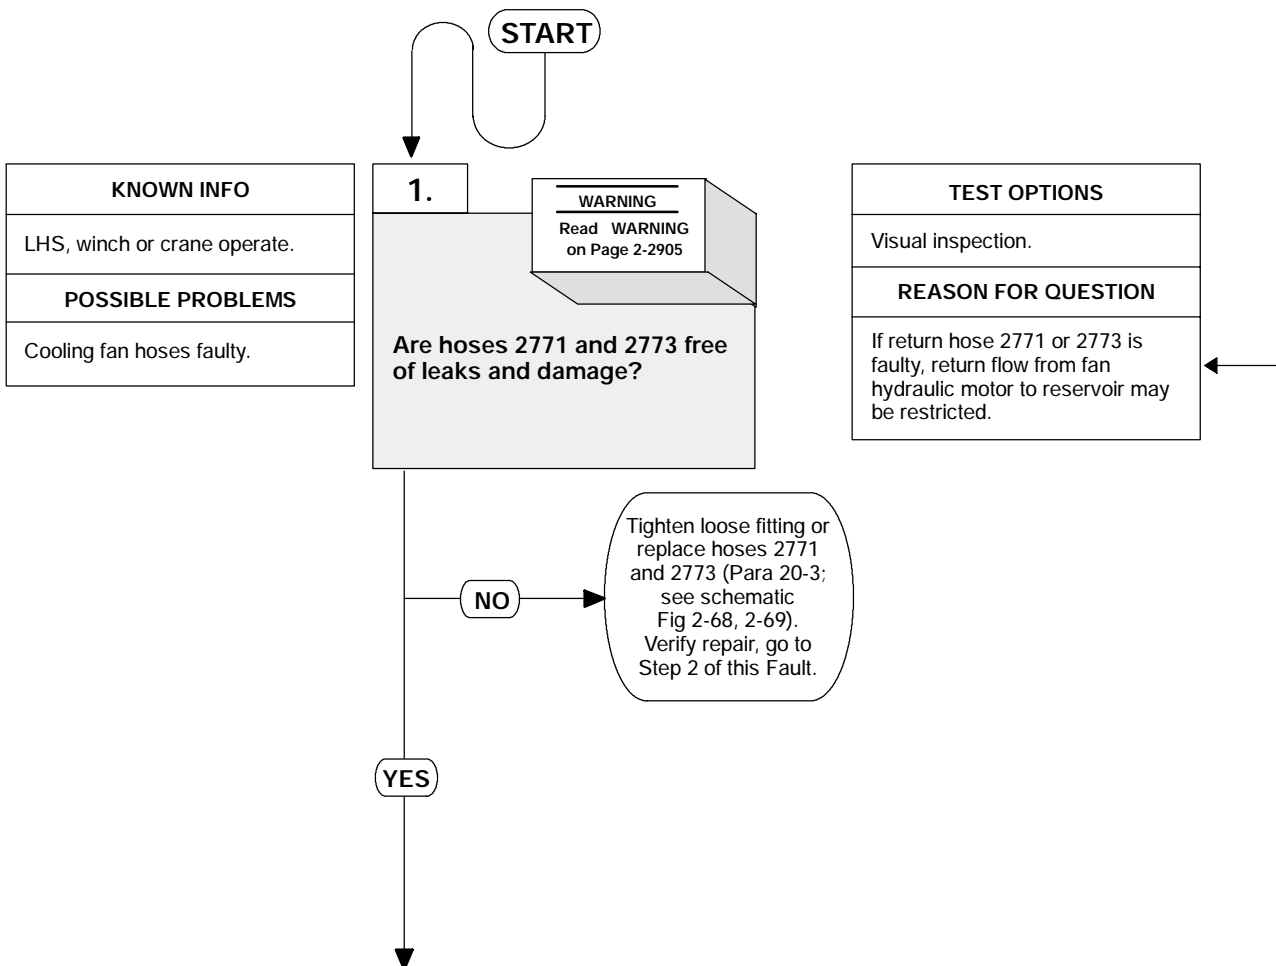 START
KNOWN INFO
LHS, winch or crane operate.
POSSIBLE PROBLEMS
Cooling fan hoses faulty.
1.
WARNING
Read WARNING
on Page 2-2905
Are hoses 2771 and 2773 free
of leaks and damage?
TEST OPTIONS
Visual inspection.
REASON FOR QUESTION
If return hose 2771 or 2773 is
faulty, return flow from fan
hydraulic motor to reservoir may
be restricted.
NO
Tighten loose fitting or
replace hoses 2771
and 2773 (Para 20-3;
see schematic
Fig 2-68, 2-69).
Verify repair, go to
Step 2 of this Fault.
YES